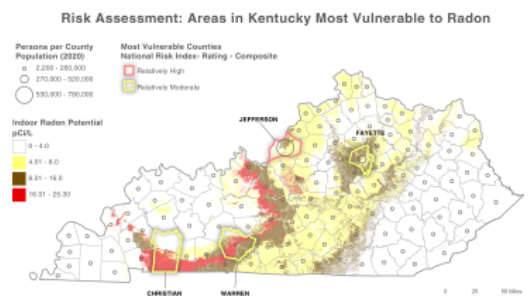 Risk Assessment: Areas in Kentucky Most Vulnerable to Radon
Persons per County
Population (2020)
2,200 - 260,000
270,000 - 520,000
530,000 - 780,000
Most Vulnerable Counties
National Risk Index- Rating - Composite
Relatively High
Relatively Moderate
Indoor Radon Potential
pCi/L
0 - 4.0
4.01 - 8.0
8.01 - 16.0
16.01 - 25.30
JEFFERSON
FAYETTE
CHRISTIAN
WARREN
0 25 50 Miles